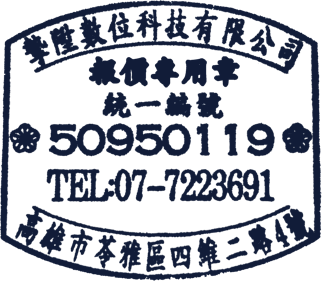 擎陞數位科技有限公司
報價專用章
統一編號
50950119
TEL:07-7223691
高雄市苓雅區四維二路4號